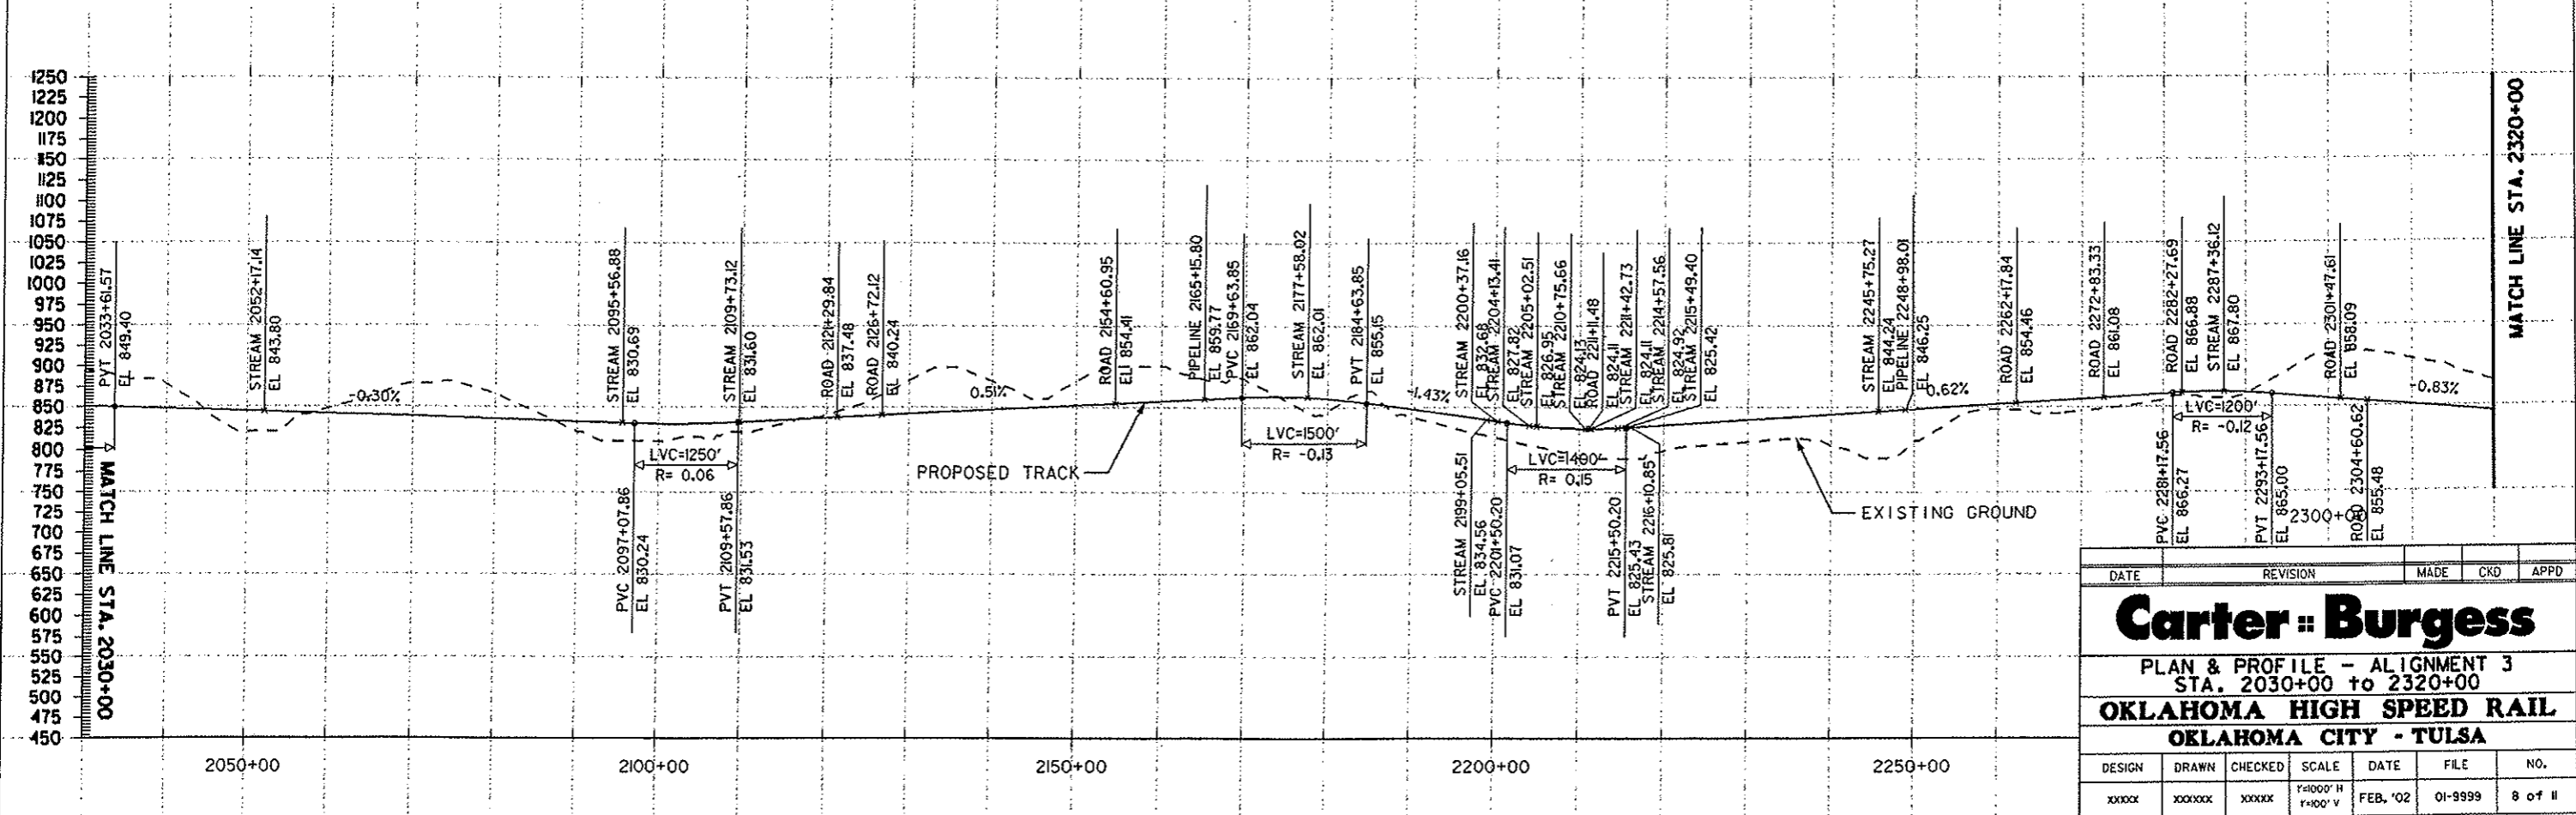 1250
1225
1200
1175
1150
1125
1100
1075
1050
1025
1000
975
950
925
900
875
850
825
800
775
750
725
700
675
650
625
600
575
550
525
500
475
450
MATCH LINE STA. 2030+00
PVT 2033+61.57
EL 849.40
STREAM 2052+17.14
EL 843.80
-0.30%
STREAM 2095+56.88
EL 830.69
LVC=1250'
R= 0.06
PVC 2097+07.86
EL 830.24
STREAM 2109+73.12
EL 831.60
PVT 2109+57.86
EL 831.53
ROAD 2121+29.84
EL 837.48
ROAD 2126+72.12
EL 840.24
0.51%
PROPOSED TRACK
ROAD 2154+60.95
EL 854.41
PIPELINE 2165+15.80
EL 859.77
PVC 2169+63.85
EL 862.04
LVC=1500'
R= -0.13
STREAM 2177+58.02
EL 862.01
PVT 2184+63.85
EL 855.15
-1.43%
STREAM 2200+37.16
EL 832.68
STREAM 2204+13.41
EL 827.82
STREAM 2205+02.51
EL 826.95
STREAM 2210+75.66
EL 824.13
ROAD 2211+11.48
EL 824.11
STREAM 2211+42.73
EL 824.11
STREAM 2214+57.56
EL 824.92
STREAM 2215+49.40
EL 825.42
LVC=1400'
R= 0.15
STREAM 2199+05.51
EL 834.56
PVC 2201+50.20
EL 831.07
PVT 2215+50.20
EL 825.43
STREAM 2216+10.85
EL 825.81
EXISTING GROUND
STREAM 2245+75.27
EL 844.24
PIPELINE 2248+98.01
EL 846.25
0.62%
ROAD 2262+17.84
EL 854.46
ROAD 2272+83.33
EL 861.08
ROAD 2282+27.69
EL 866.88
STREAM 2287+36.12
EL 867.80
LVC=1200'
R= -0.12
PVC 2281+17.56
EL 866.27
PVT 2293+17.56
EL 865.00
ROAD 2301+47.61
EL 858.09
ROAD 2304+60.62
EL 855.48
-0.83%
MATCH LINE STA. 2320+00
2050+00
2100+00
2150+00
2200+00
2250+00
2300+00
DATE REVISION MADE CKD APPD
Carter::Burgess
PLAN & PROFILE - ALIGNMENT 3
STA. 2030+00 to 2320+00
OKLAHOMA HIGH SPEED RAIL
OKLAHOMA CITY - TULSA
DESIGN DRAWN CHECKED SCALE DATE FILE NO.
XXXXX XXXXXX XXXXX 1"=1000' H FEB, '02 01-9999 8 of 11
1"=100' V